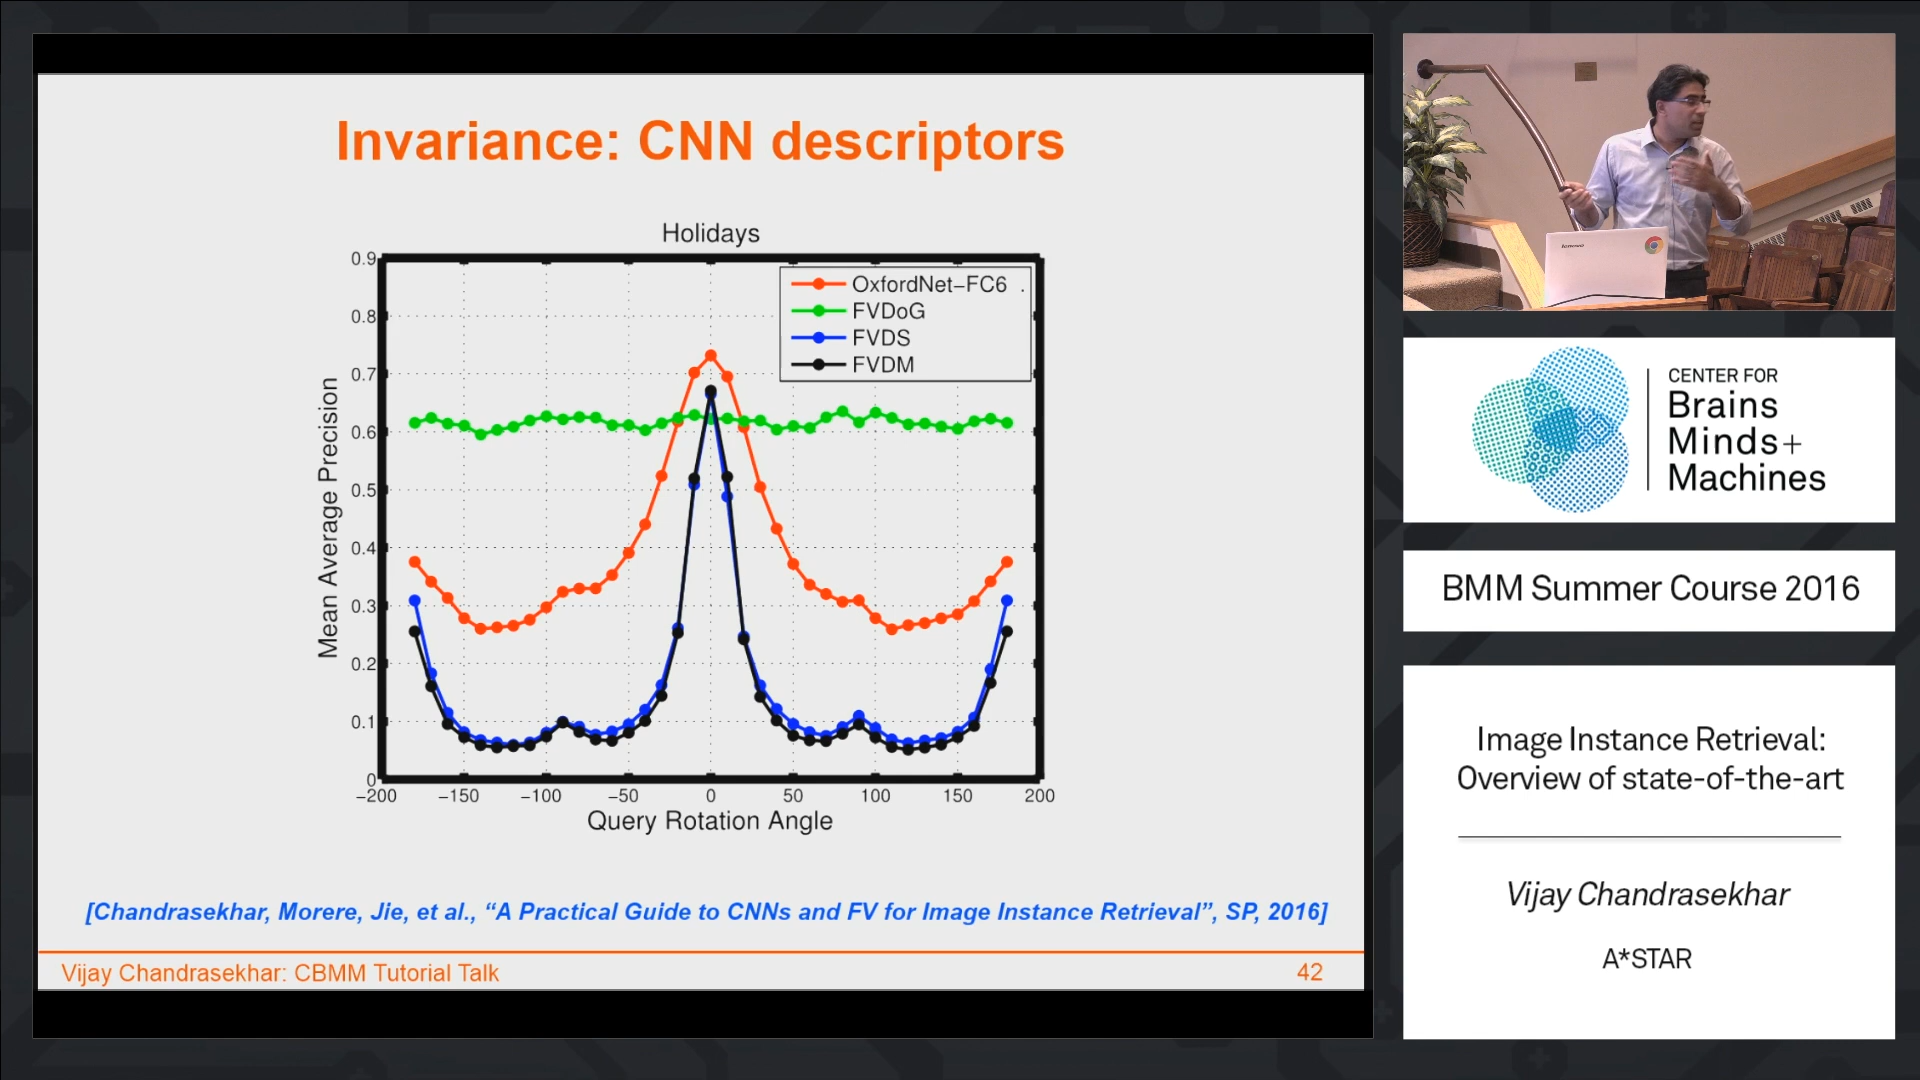 Invariance: CNN descriptors
Holidays
OxfordNet–FC6 .
FVDoG
FVDS
FVDM
Mean Average Precision
0.9
0.8
0.7
0.6
0.5
0.4
0.3
0.2
0.1
0
−200 −150 −100 −50 0 50 100 150 200
Query Rotation Angle
[Chandrasekhar, Morere, Jie, et al., “A Practical Guide to CNNs and FV for Image Instance Retrieval”, SP, 2016]
Vijay Chandrasekhar: CBMM Tutorial Talk 42
lenovo
CENTER FOR
Brains
Minds+
Machines
BMM Summer Course 2016
Image Instance Retrieval:
Overview of state-of-the-art
Vijay Chandrasekhar
A*STAR